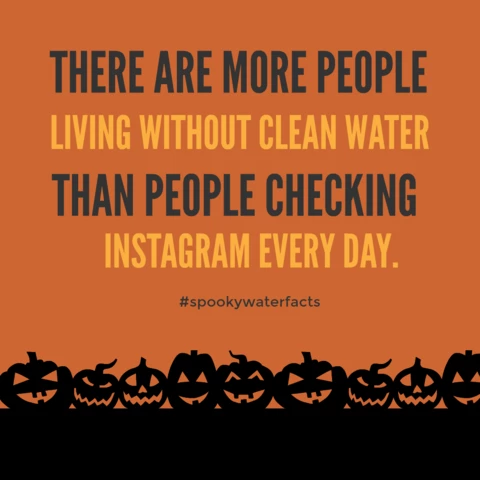 THERE ARE MORE PEOPLE
LIVING WITHOUT CLEAN WATER
THAN PEOPLE CHECKING
INSTAGRAM EVERY DAY.
#spookywaterfacts